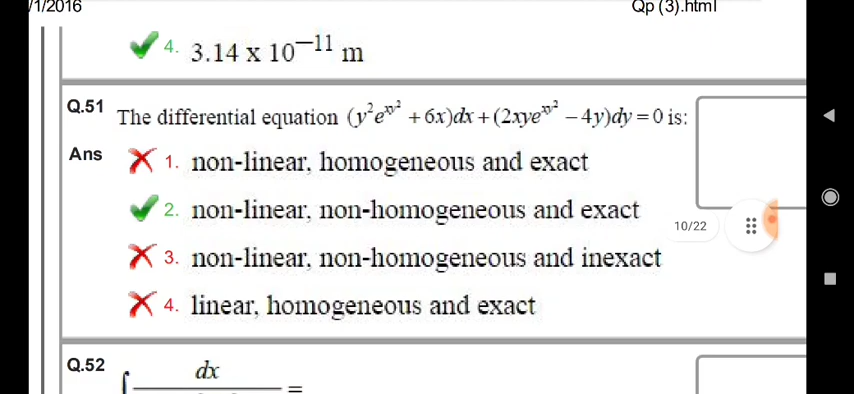 /1/2016 Qp (3).html
4. 3.14 x 10⁻¹¹ m
Q.51 The differential equation (y²e^{xy²} + 6x)dx + (2xye^{xy²} − 4y)dy = 0 is:
Ans 1. non-linear, homogeneous and exact
2. non-linear, non-homogeneous and exact
10/22
3. non-linear, non-homogeneous and inexact
4. linear, homogeneous and exact
Q.52 ∫ dx
=